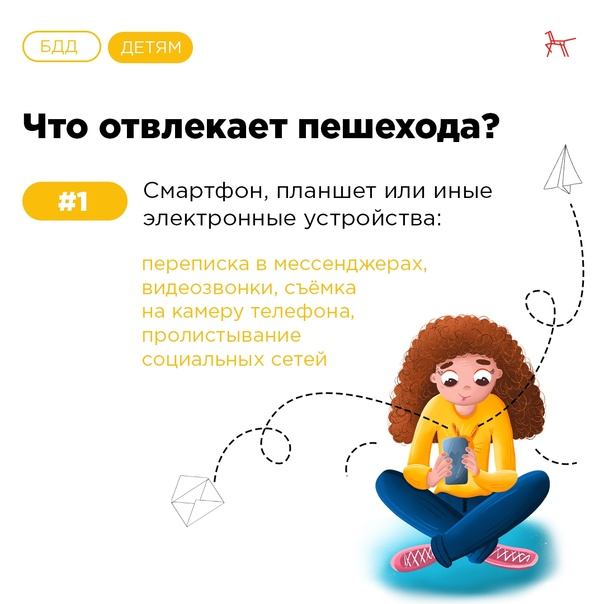 БДД ДЕТЯМ
Что отвлекает пешехода?
#1
Смартфон, планшет или иные
электронные устройства:
переписка в мессенджерах,
видеозвонки, съёмка
на камеру телефона,
пролистывание
социальных сетей